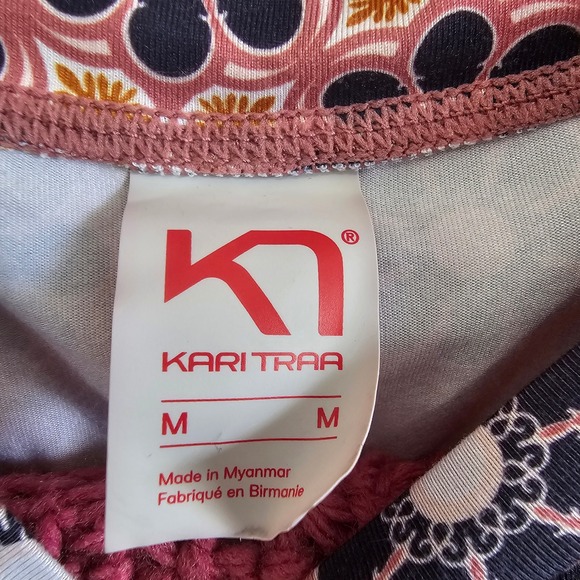 KARI TRAA
®
M M
Made in Myanmar
Fabriqué en Birmanie